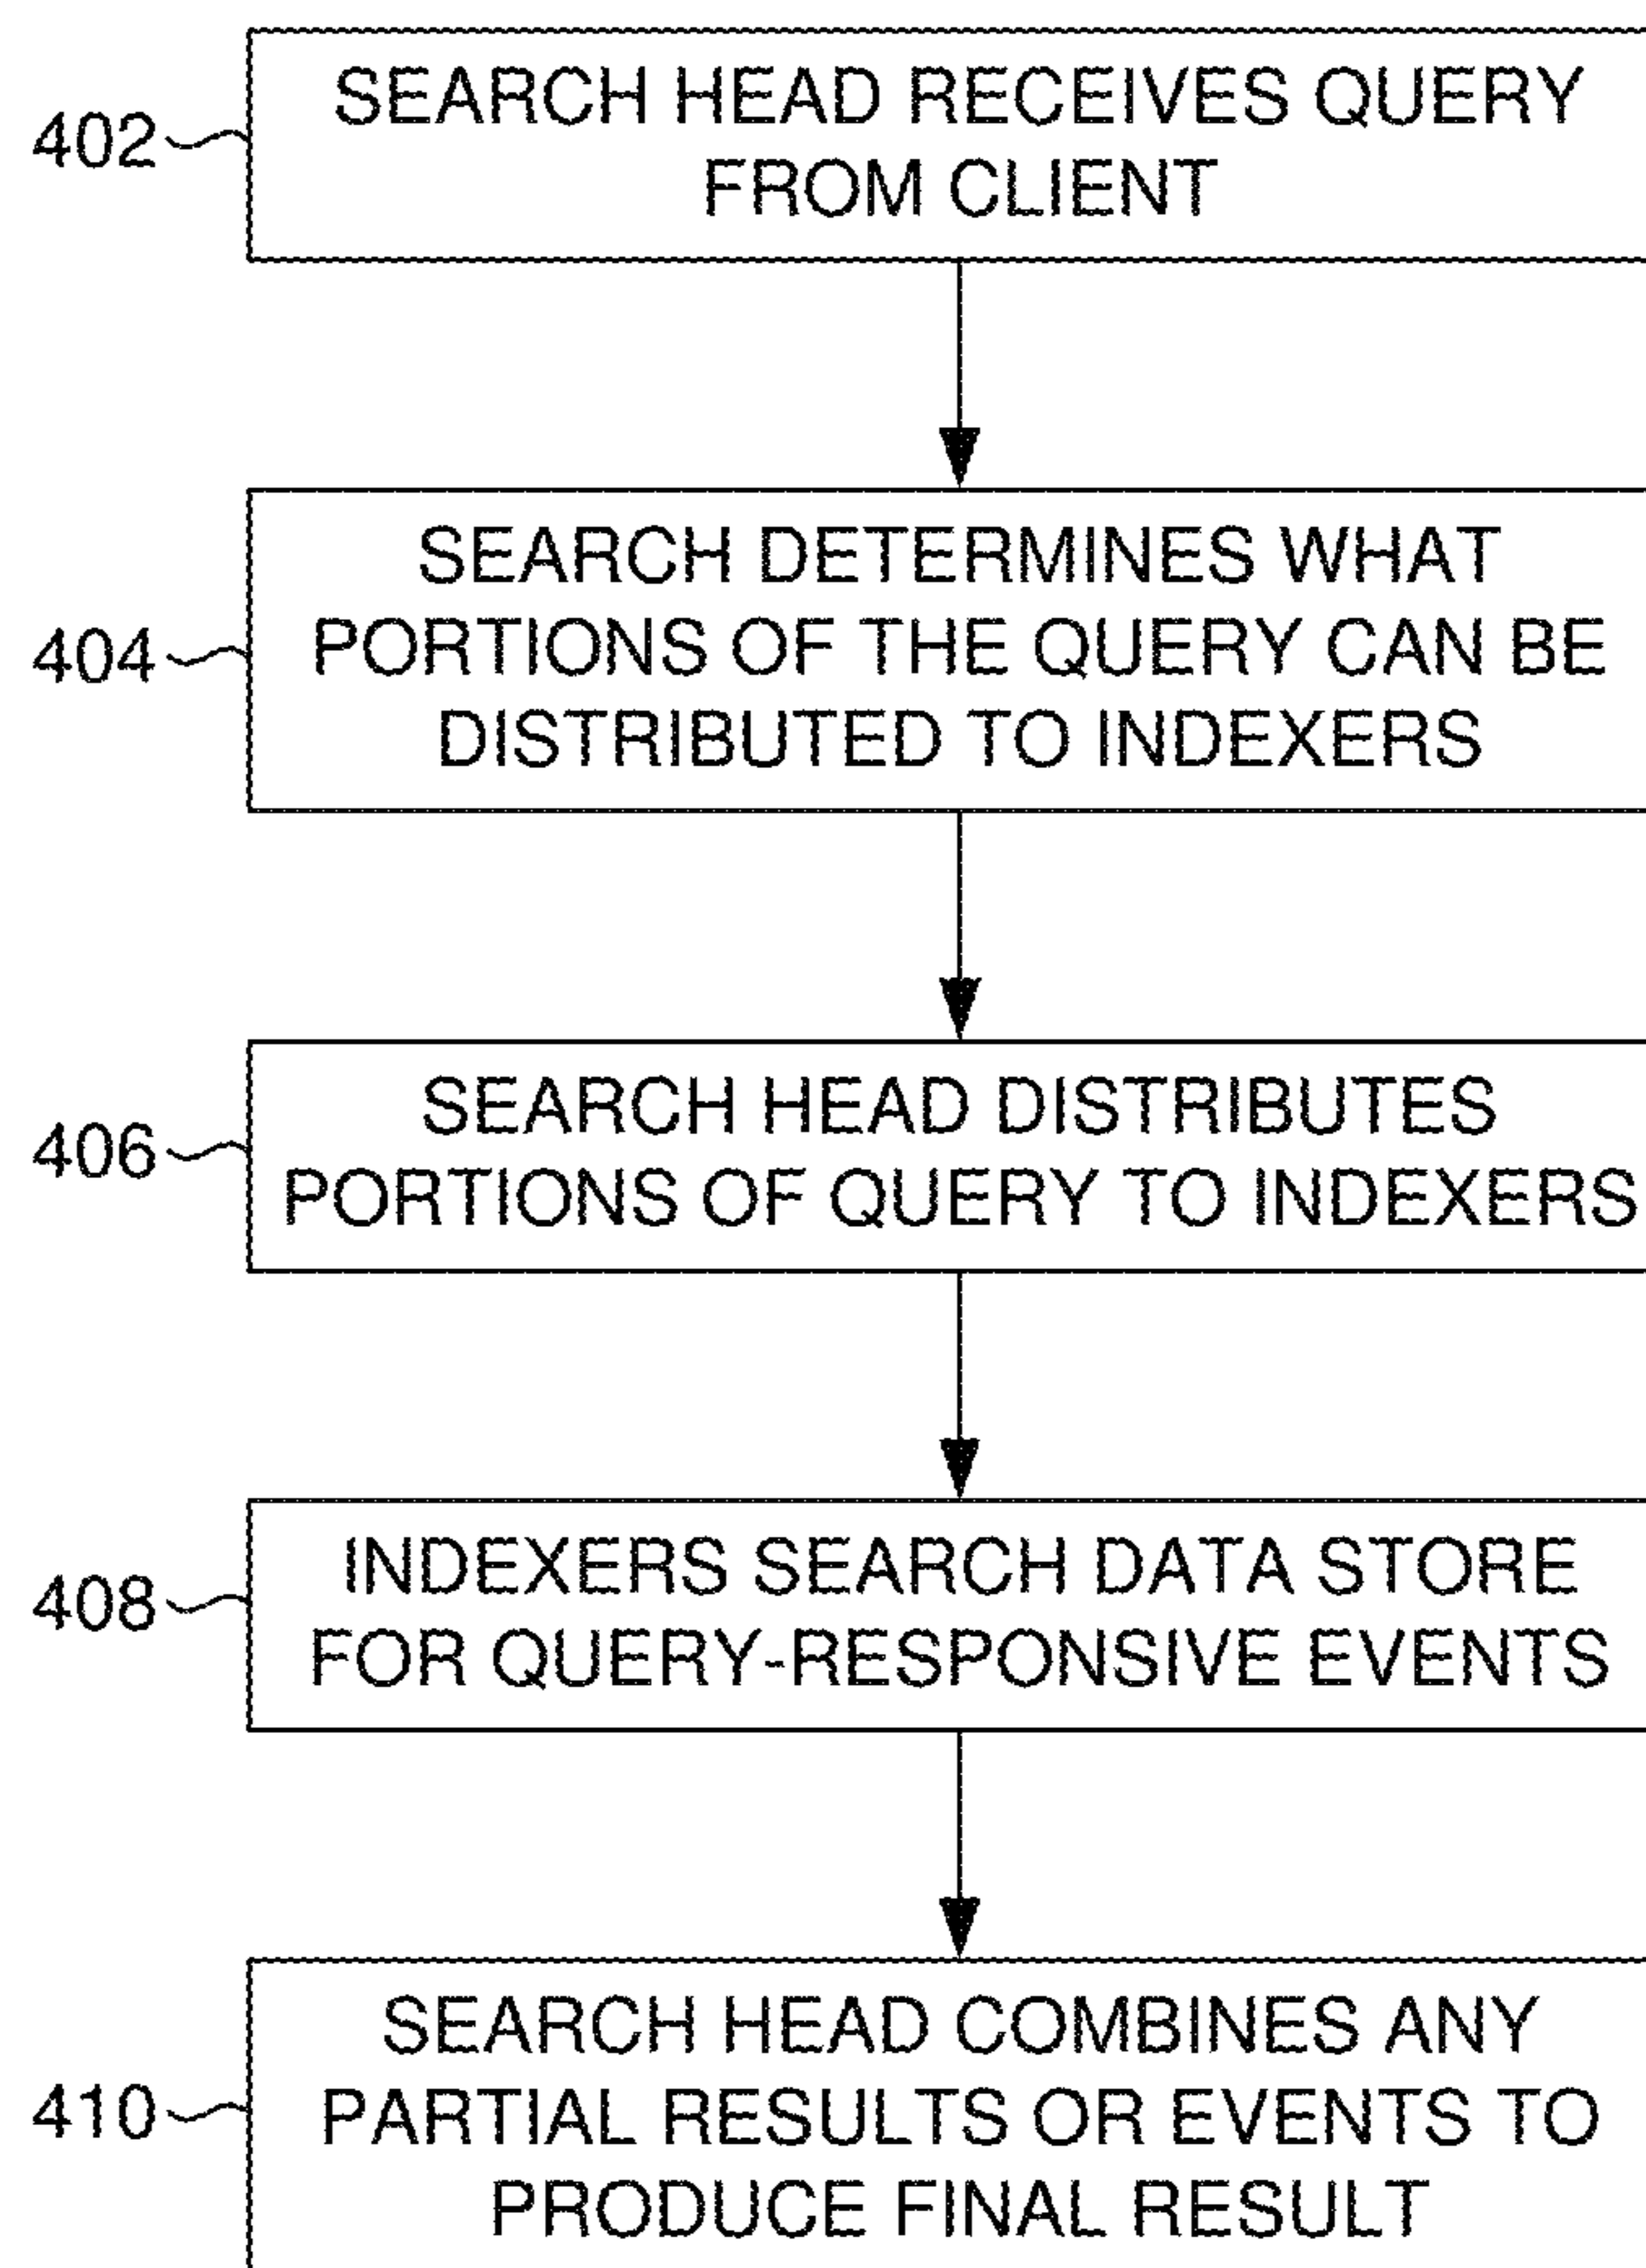 SEARCH HEAD RECEIVES QUERY
FROM CLIENT
402
SEARCH DETERMINES WHAT
PORTIONS OF THE QUERY CAN BE
DISTRIBUTED TO INDEXERS
404
SEARCH HEAD DISTRIBUTES
PORTIONS OF QUERY TO INDEXERS
406
INDEXERS SEARCH DATA STORE
FOR QUERY-RESPONSIVE EVENTS
408
SEARCH HEAD COMBINES ANY
PARTIAL RESULTS OR EVENTS TO
PRODUCE FINAL RESULT
410